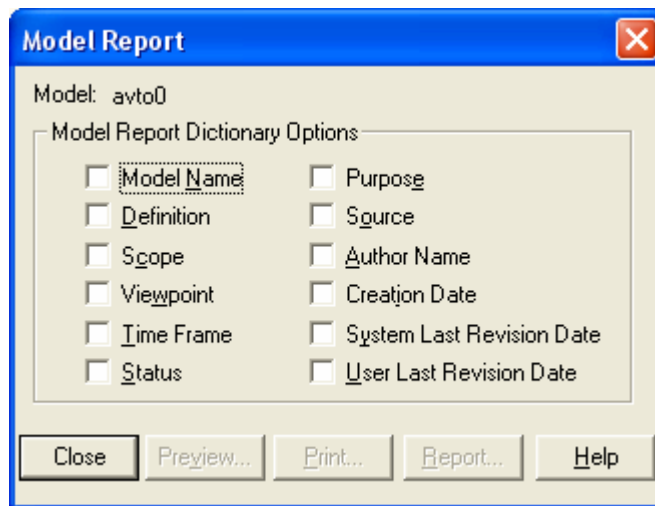 Model Report
Model: avto0
Model Report Dictionary Options
Model Name
Definition
Scope
Viewpoint
Time Frame
Status
Purpose
Source
Author Name
Creation Date
System Last Revision Date
User Last Revision Date
Close Preview... Print... Report... Help